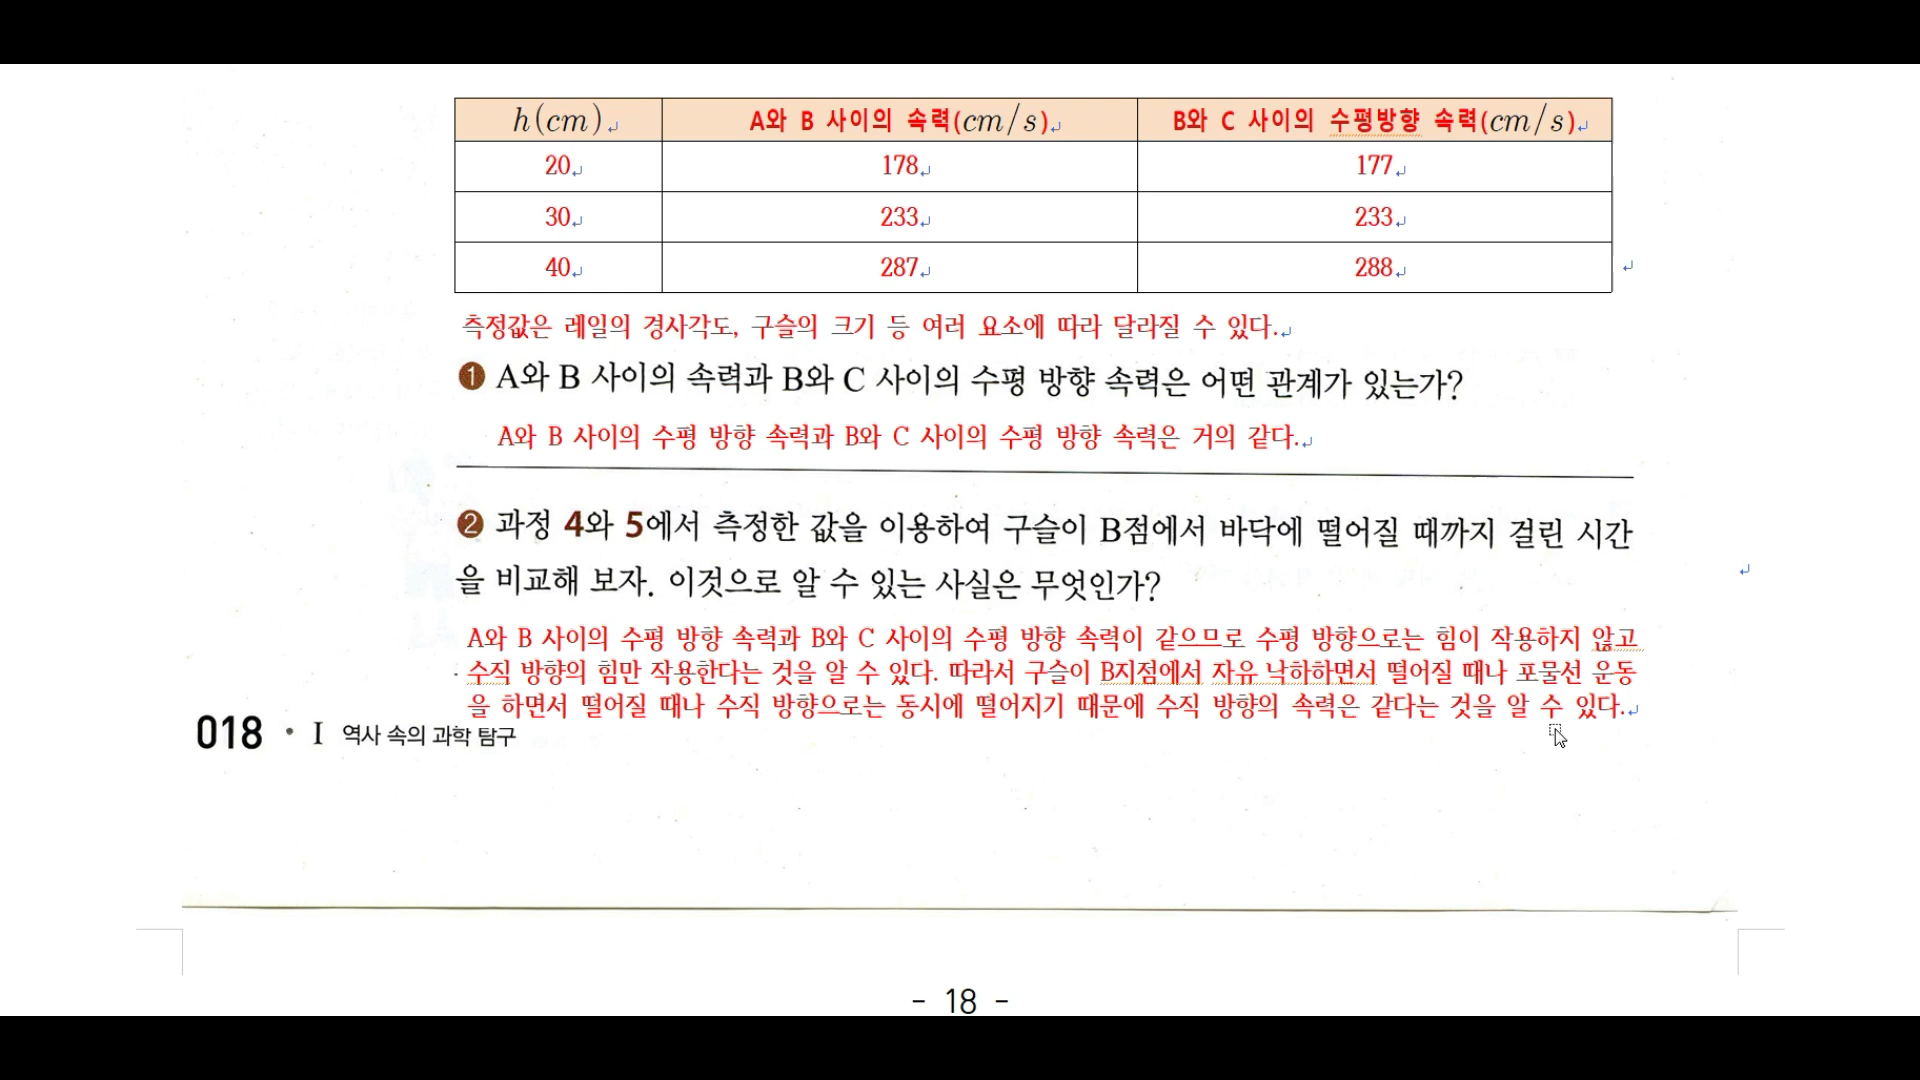 h(cm) A와 B 사이의 속력(cm/s) B와 C 사이의 수평방향 속력(cm/s)
20 178 177
30 233 233
40 287 288
측정값은 레일의 경사각도, 구슬의 크기 등 여러 요소에 따라 달라질 수 있다.
❶ A와 B 사이의 속력과 B와 C 사이의 수평 방향 속력은 어떤 관계가 있는가?
A와 B 사이의 수평 방향 속력과 B와 C 사이의 수평 방향 속력은 거의 같다.
❷ 과정 4와 5에서 측정한 값을 이용하여 구슬이 B점에서 바닥에 떨어질 때까지 걸린 시간
을 비교해 보자. 이것으로 알 수 있는 사실은 무엇인가?
A와 B 사이의 수평 방향 속력과 B와 C 사이의 수평 방향 속력이 같으므로 수평 방향으로는 힘이 작용하지 않고
수직 방향의 힘만 작용한다는 것을 알 수 있다. 따라서 구슬이 B지점에서 자유 낙하하면서 떨어질 때나 포물선 운동
을 하면서 떨어질 때나 수직 방향으로는 동시에 떨어지기 때문에 수직 방향의 속력은 같다는 것을 알 수 있다.
018 • I 역사 속의 과학 탐구
- 18 -